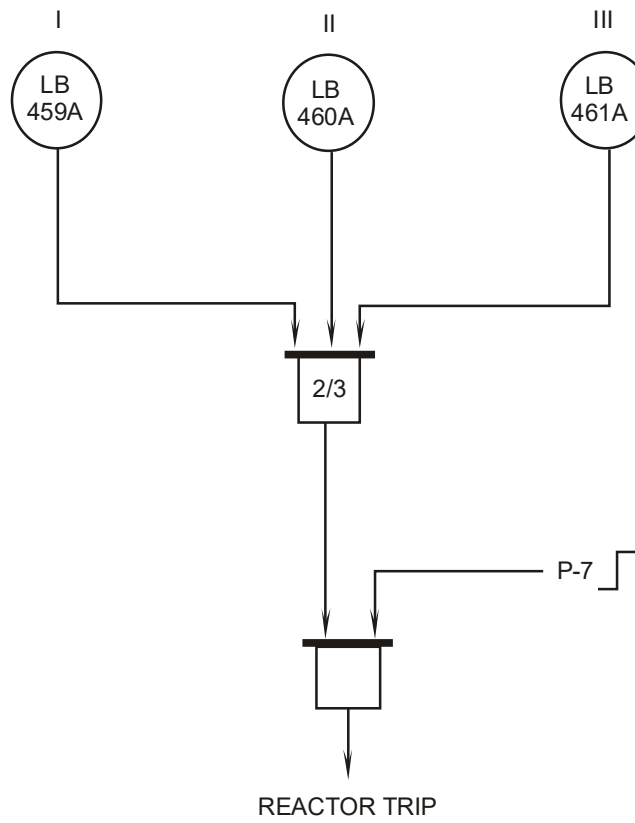 I
II
III
LB
459A
LB
460A
LB
461A
2/3
P-7
REACTOR TRIP